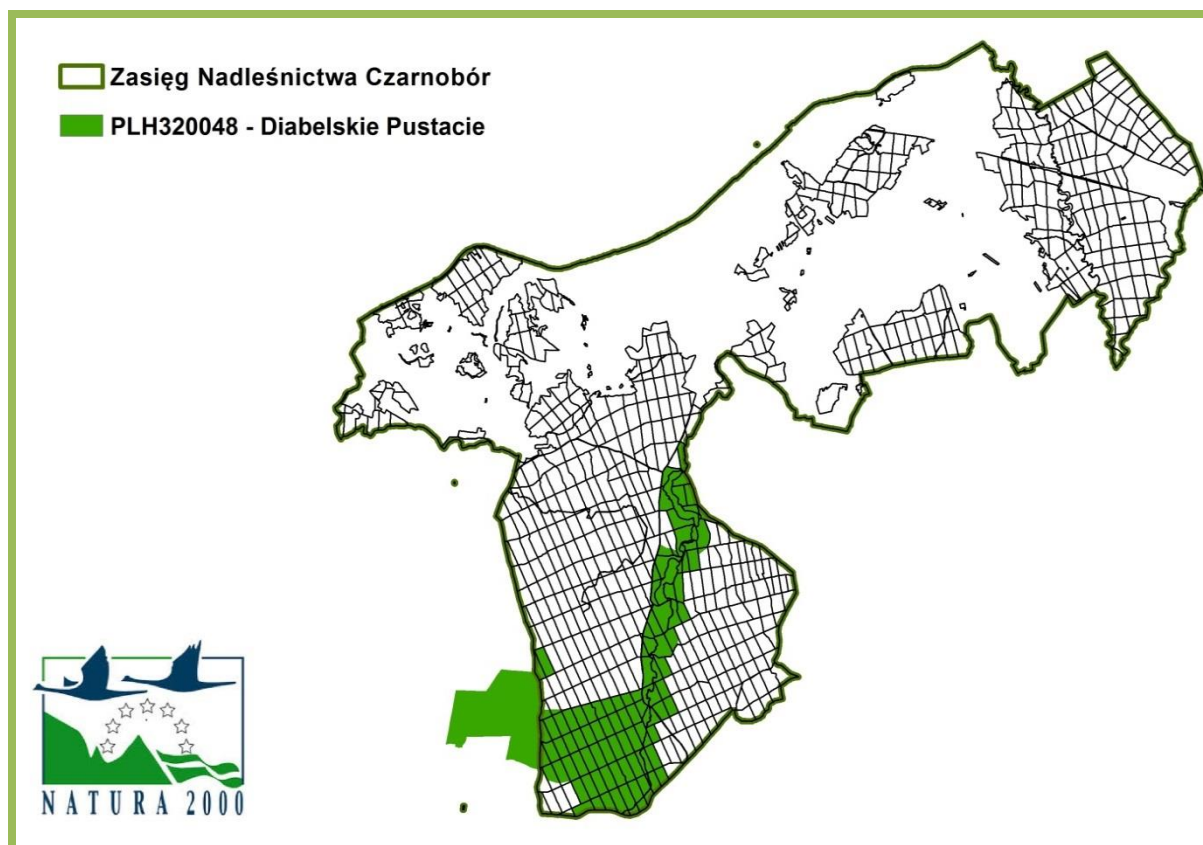 Zasięg Nadleśnictwa Czarnobór
PLH320048 - Diabelskie Pustacie
NATURA 2000